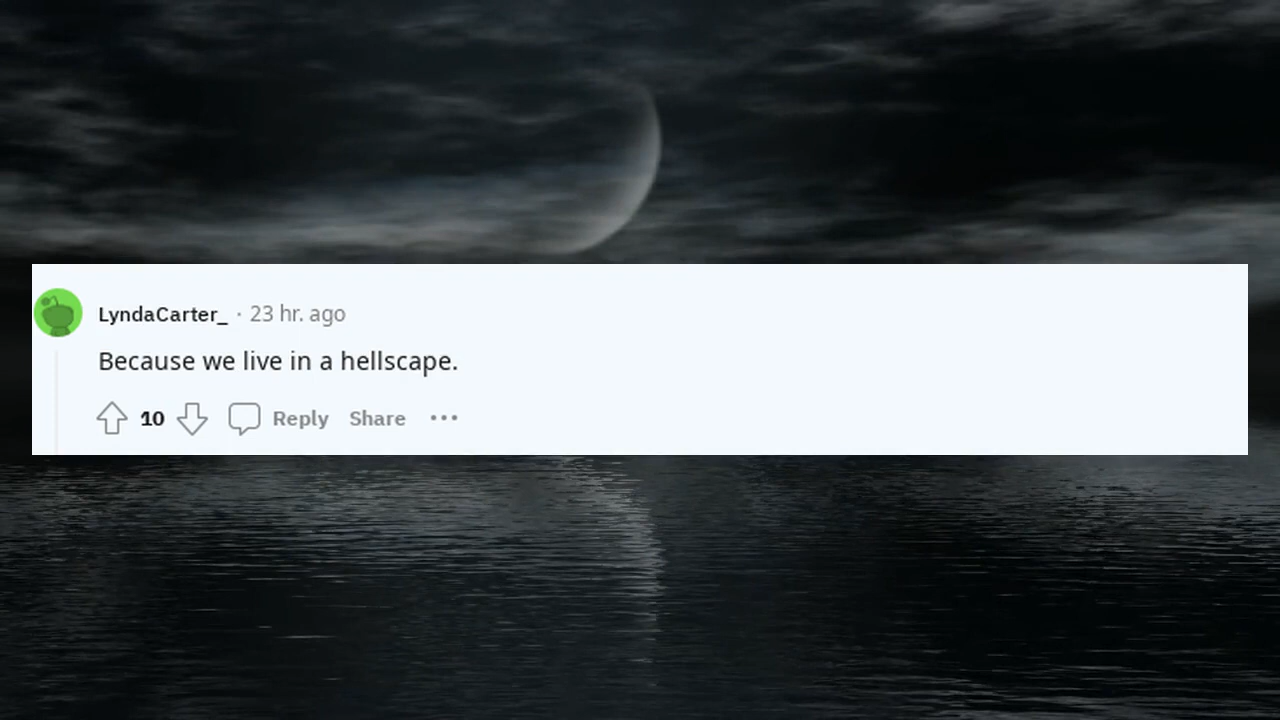 LyndaCarter_ · 23 hr. ago
Because we live in a hellscape.
10 Reply Share ···